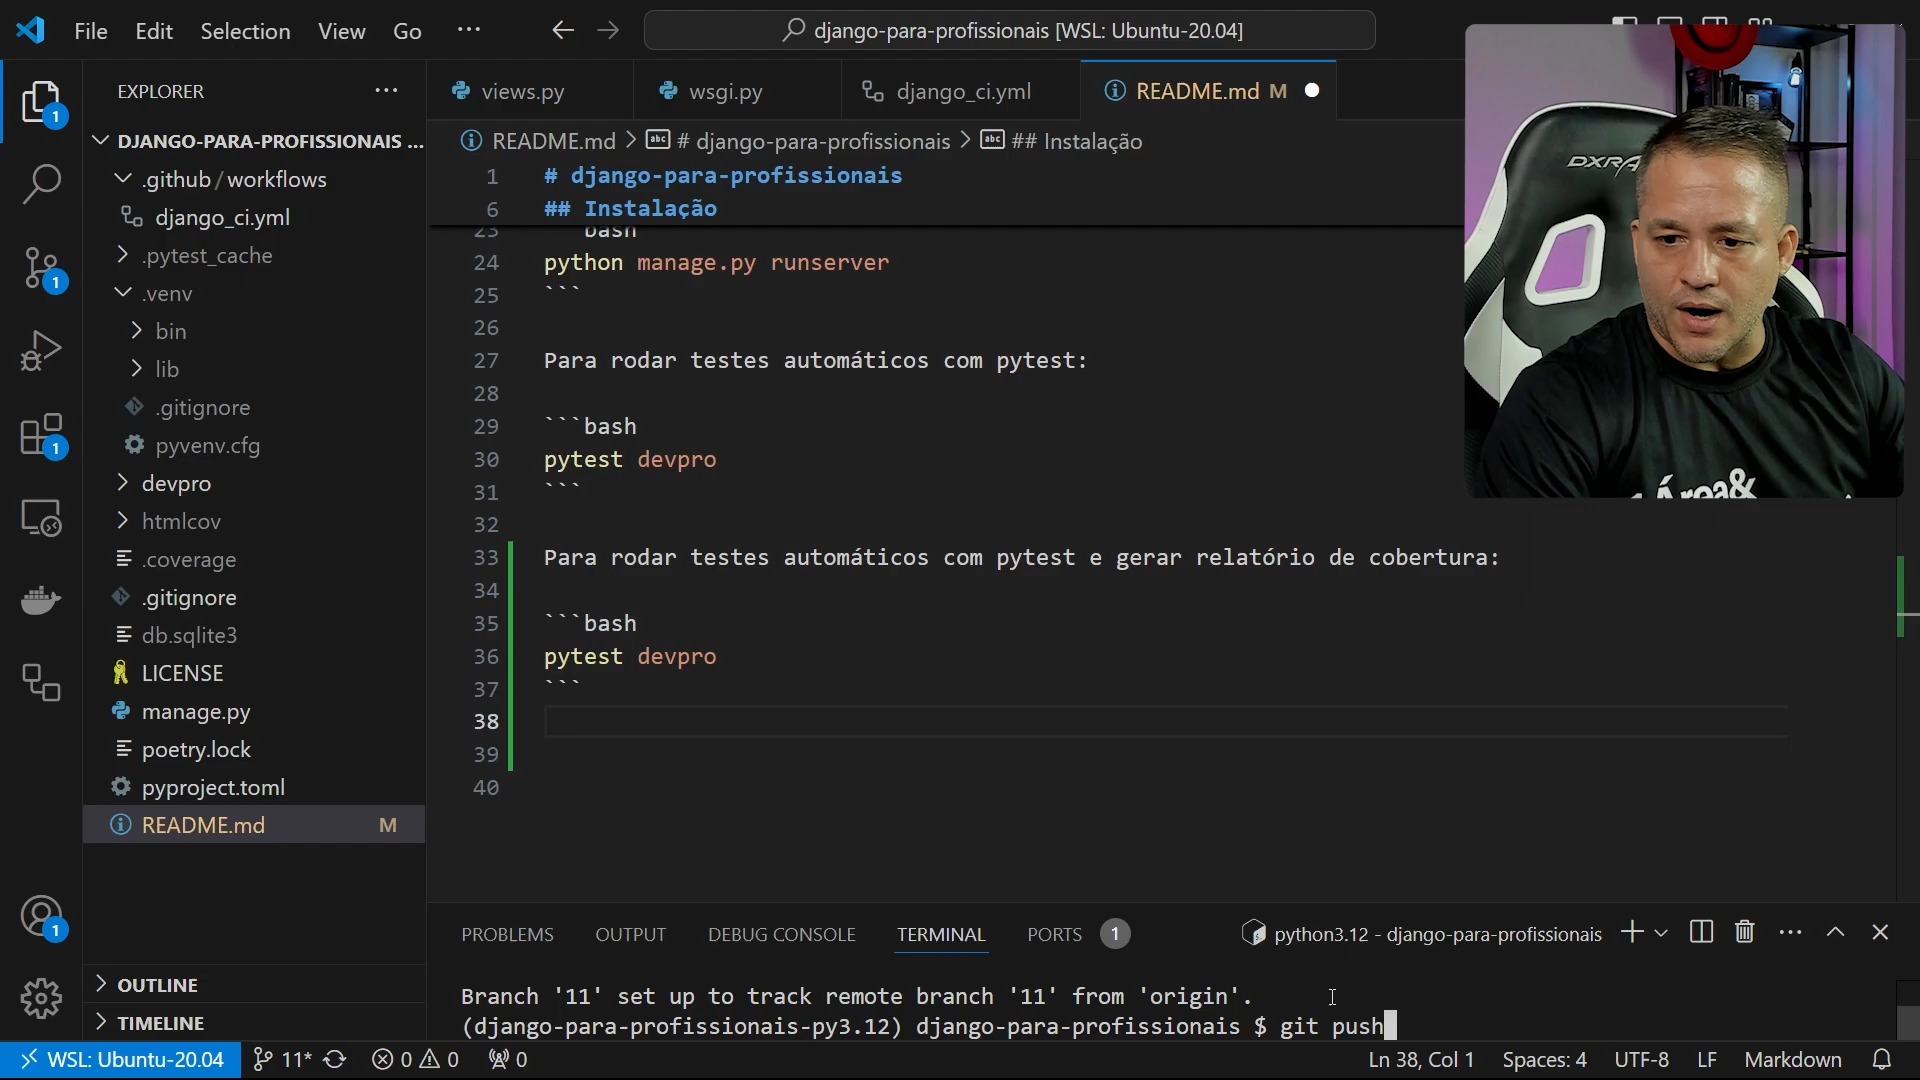 File Edit Selection View Go ···
django-para-profissionais [WSL: Ubuntu-20.04]
EXPLORER
DJANGO-PARA-PROFISSIONAIS ...
.github/workflows
django_ci.yml
.pytest_cache
.venv
bin
lib
.gitignore
pyvenv.cfg
devpro
htmlcov
.coverage
.gitignore
db.sqlite3
LICENSE
manage.py
poetry.lock
pyproject.toml
README.md M
OUTLINE
TIMELINE
1
1
1
1
views.py wsgi.py django_ci.yml README.md M
README.md > # django-para-profissionais > ## Instalação
1 # django-para-profissionais
6 ## Instalação
23 bash
24 python manage.py runserver
25 ```
26
27 Para rodar testes automáticos com pytest:
28
29 ```bash
30 pytest devpro
31 ```
32
33 Para rodar testes automáticos com pytest e gerar relatório de cobertura:
34
35 ```bash
36 pytest devpro
37 ```
38
39
40
PROBLEMS OUTPUT DEBUG CONSOLE TERMINAL PORTS 1 python3.12 - django-para-profissionais
Branch '11' set up to track remote branch '11' from 'origin'.
(django-para-profissionais-py3.12) django-para-profissionais $ git push
WSL: Ubuntu-20.04 11* 0 0 0 Ln 38, Col 1 Spaces: 4 UTF-8 LF Markdown